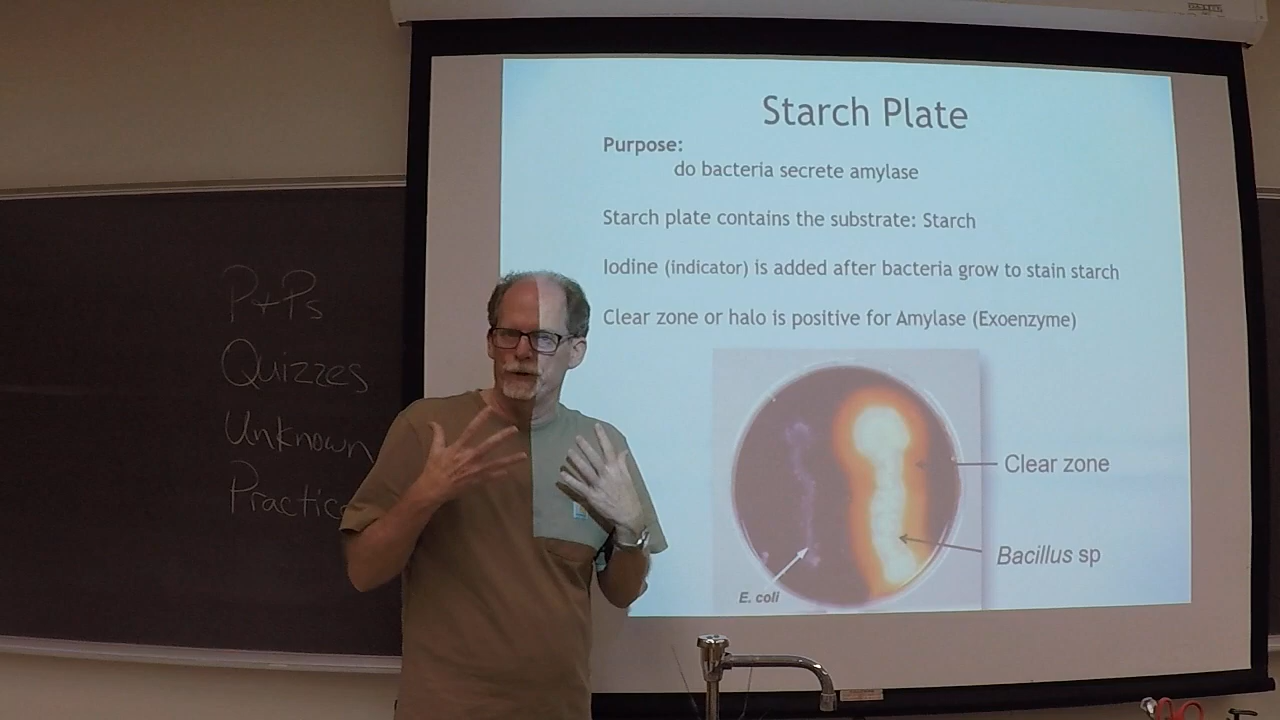 Starch Plate
Purpose:
do bacteria secrete amylase
Starch plate contains the substrate: Starch
Iodine (indicator) is added after bacteria grow to stain starch
Clear zone or halo is positive for Amylase (Exoenzyme)
Clear zone
Bacillus sp
E. coli
P+Ps
Quizzes
Unknown
Practic